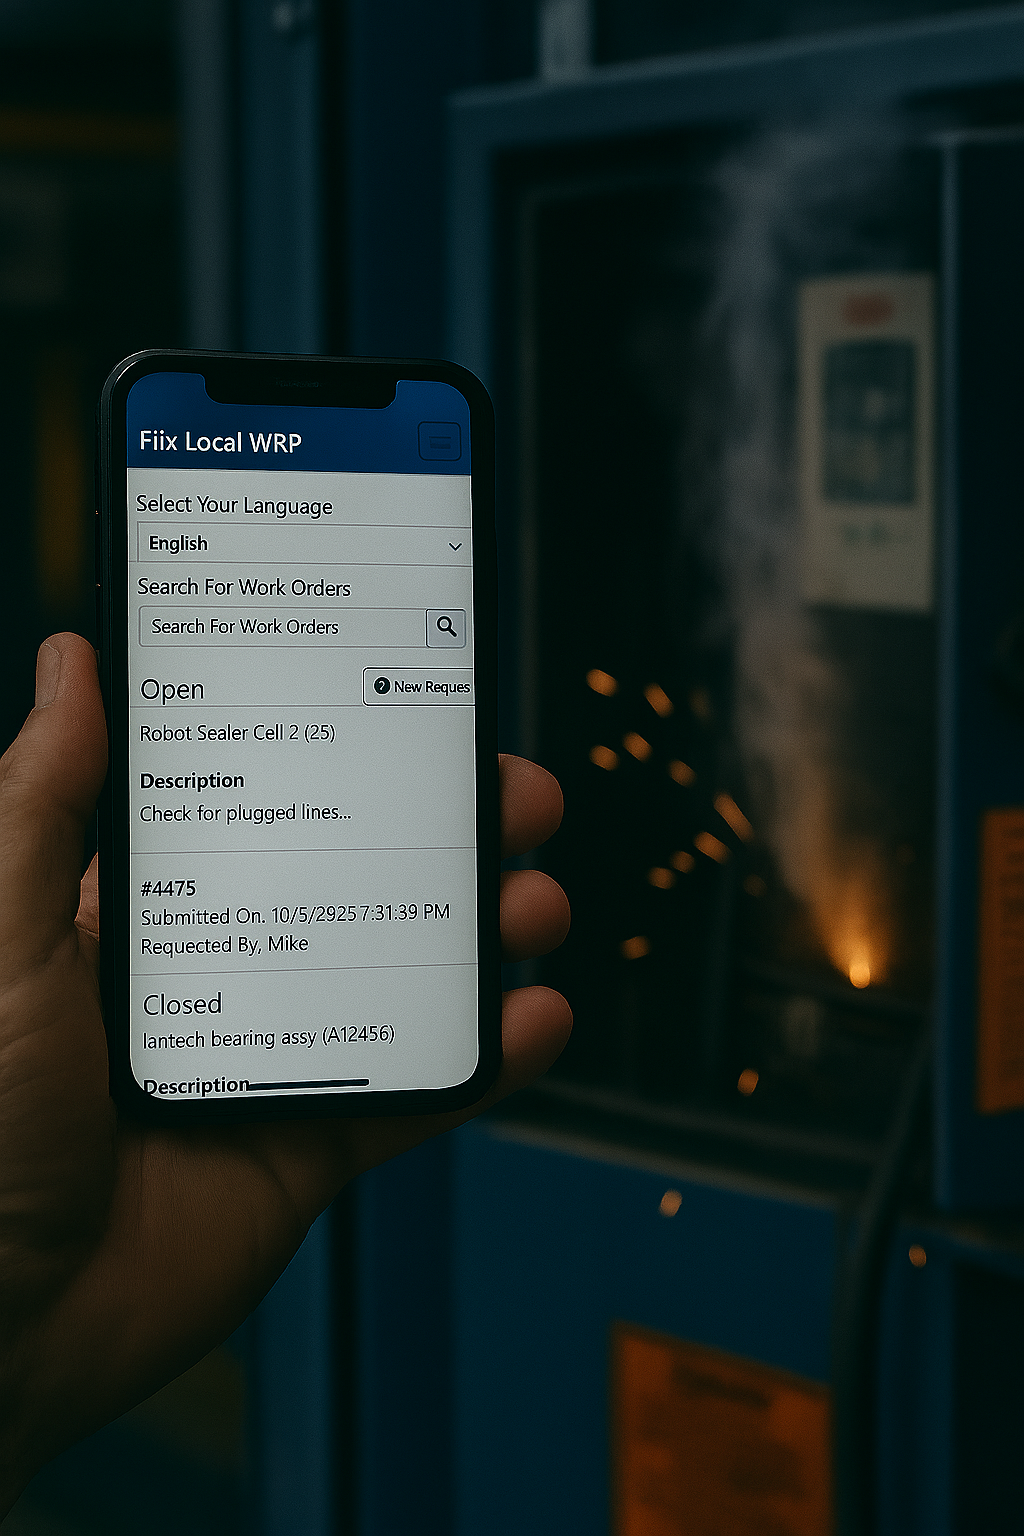 Fiix Local WRP
Select Your Language
English
Search For Work Orders
Search For Work Orders
Open
New Reques
Robot Sealer Cell 2 (25)
Description
Check for plugged lines...
#4475
Submitted On. 10/5/2925 7:31:39 PM
Requected By, Mike
Closed
lantech bearing assy (A12456)
Description